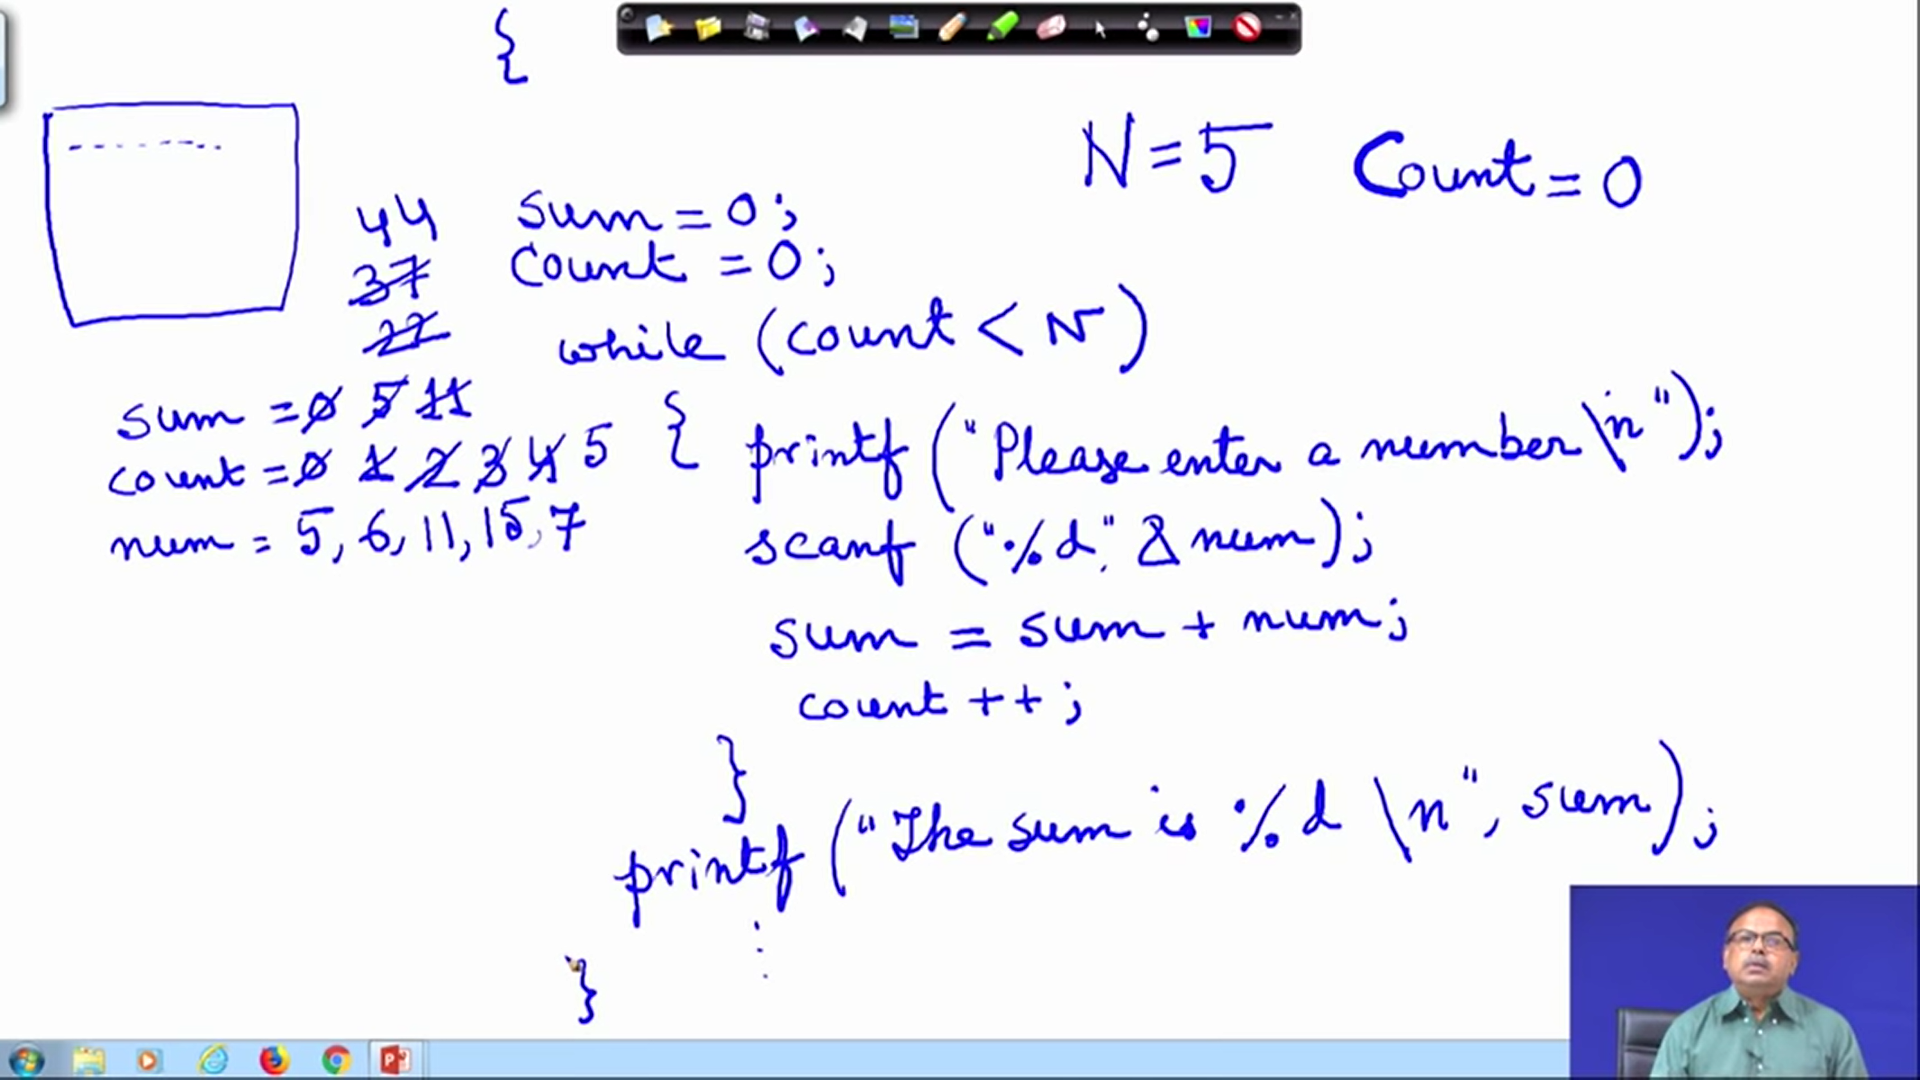 {
N = 5 Count = 0
44 sum = 0 ;
37 Count = 0 ;
22 while (count < N )
sum = 0 5 11
count = 0 1 2 3 4 5 { printf ("Please enter a number \n");
num = 5, 6, 11, 15, 7 scanf ("%d," & num);
sum = sum + num;
count ++ ;
}
printf ("The sum is %d \n", sum);
}